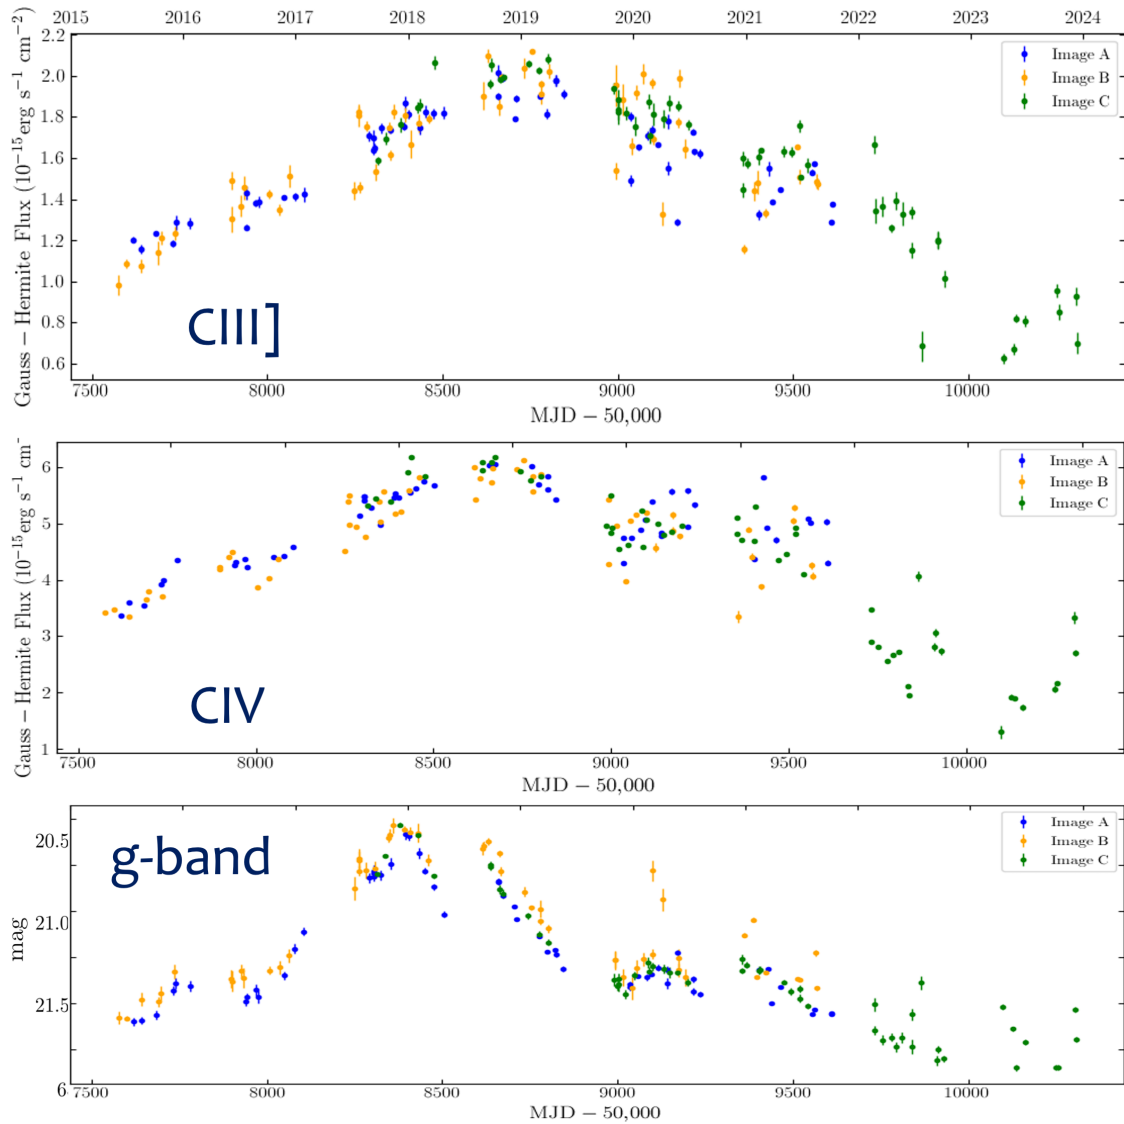 2015 2016 2017 2018 2019 2020 2021 2022 2023 2024
Gauss − Hermite Flux (10⁻¹⁵erg s⁻¹ cm⁻²)
2.2
2.0
1.8
1.6
1.4
1.2
1.0
0.8
0.6
Image A
Image B
Image C
CIII]
7500 8000 8500 9000 9500 10000
MJD − 50,000
Gauss − Hermite Flux (10⁻¹⁵erg s⁻¹ cm⁻
6
5
4
3
2
1
Image A
Image B
Image C
CIV
7500 8000 8500 9000 9500 10000
MJD − 50,000
mag
20.5
21.0
21.5
6
Image A
Image B
Image C
g-band
7500 8000 8500 9000 9500 10000
MJD − 50,000